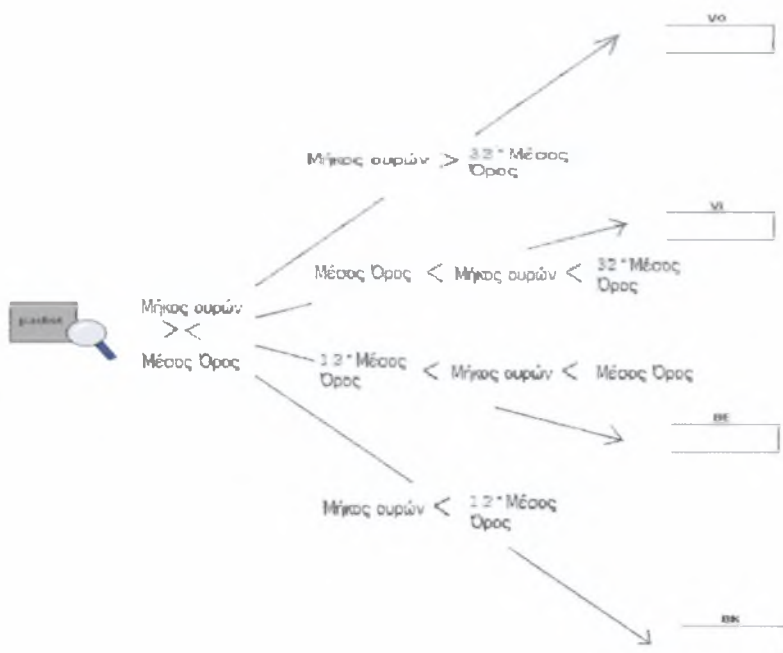 VO
Μήκος ουρών > 3.2 * Μέσος
Όρος
VI
Μέσος Όρος < Μήκος ουρών < 3.2 * Μέσος
Όρος
packet
Μήκος ουρών
> <
Μέσος Όρος
1.2 * Μέσος
Όρος < Μήκος ουρών < Μέσος Όρος
BE
Μήκος ουρών < 1.2 * Μέσος
Όρος
BK